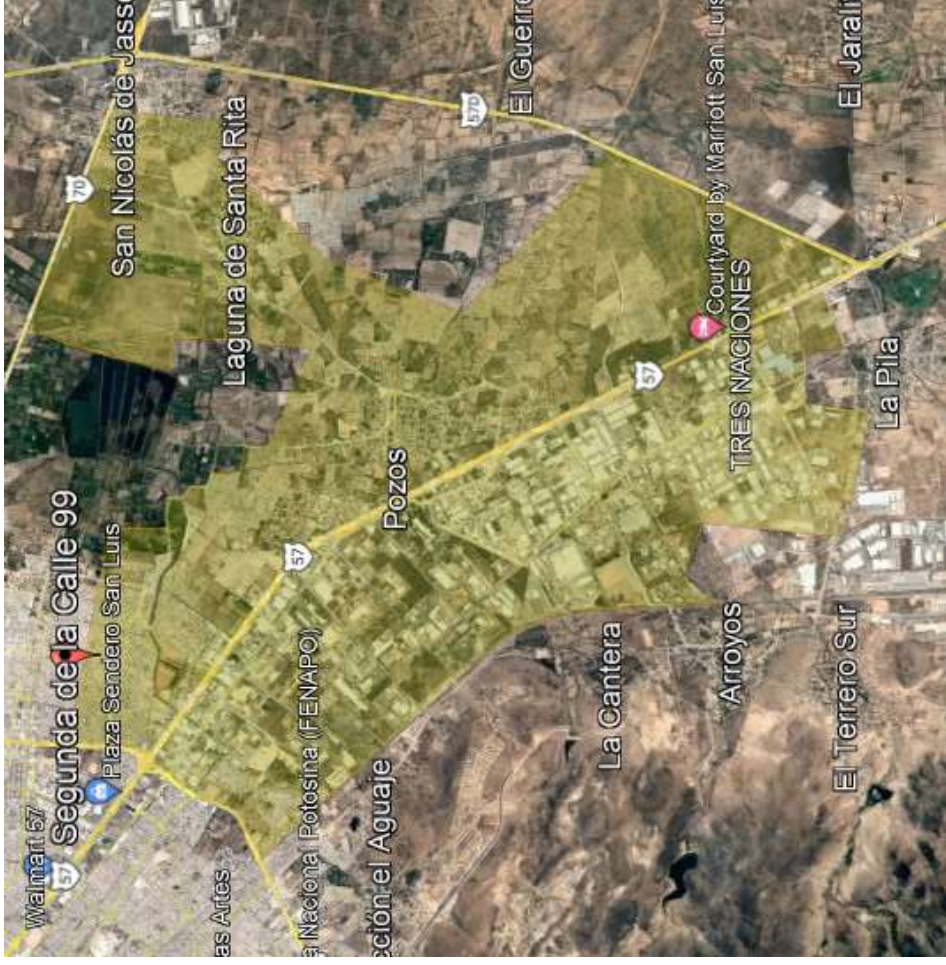 Walmart 57
57
Segunda de la Calle 99
70
Plaza Sendero San Luis
San Nicolás de Jasso
as Artes
Laguna de Santa Rita
57
a Nacional Potosina (FENAPO)
cción el Aguaje
Pozos
57D
El Guerre
La Cantera
57
Courtyard by Marriott San Luis
Arroyos
TRES NACIONES
El Terrero Sur
El Jarali
La Pila